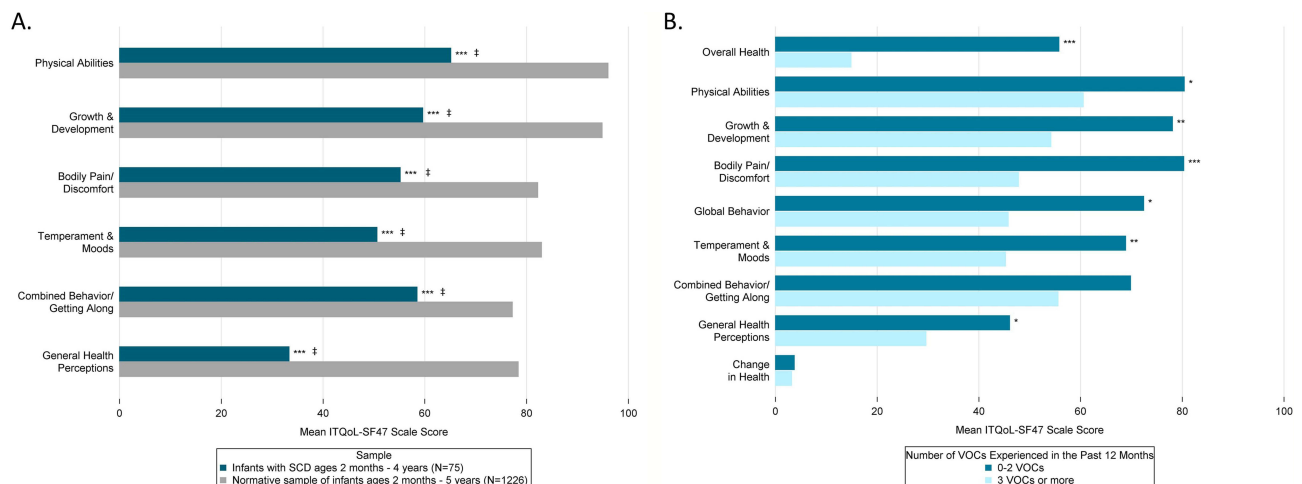 A.
Physical Abilities
*** ‡
Growth &
Development
*** ‡
Bodily Pain/
Discomfort
*** ‡
Temperament &
Moods
*** ‡
Combined Behavior/
Getting Along
*** ‡
General Health
Perceptions
*** ‡
0 20 40 60 80 100
Mean ITQoL-SF47 Scale Score
Sample
Infants with SCD ages 2 months - 4 years (N=75)
Normative sample of infants ages 2 months - 5 years (N=1226)
B.
Overall Health
***
Physical Abilities
*
Growth &
Development
**
Bodily Pain/
Discomfort
***
Global Behavior
*
Temperament &
Moods
**
Combined Behavior/
Getting Along
General Health
Perceptions
*
Change
in Health
0 20 40 60 80 100
Mean ITQoL-SF47 Scale Score
Number of VOCs Experienced in the Past 12 Months
0-2 VOCs
3 VOCs or more